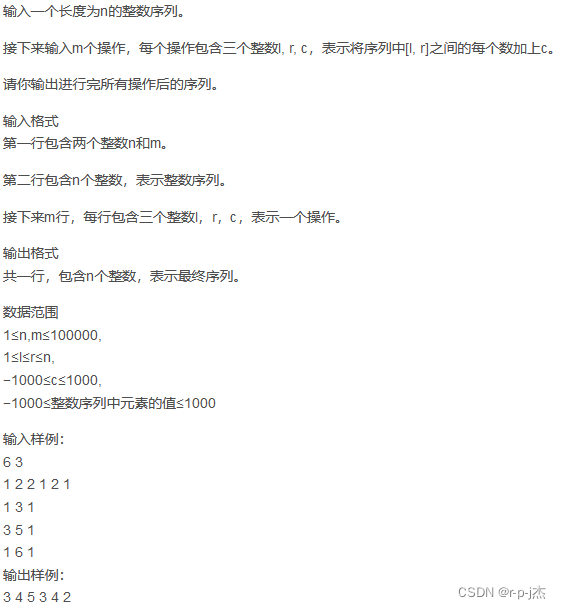 输入一个长度为n的整数序列。
接下来输入m个操作，每个操作包含三个整数l, r, c，表示将序列中[l, r]之间的每个数加上c。
请你输出进行完所有操作后的序列。
输入格式
第一行包含两个整数n和m。
第二行包含n个整数，表示整数序列。
接下来m行，每行包含三个整数l，r，c，表示一个操作。
输出格式
共一行，包含n个整数，表示最终序列。
数据范围
1≤n,m≤100000,
1≤l≤r≤n,
−1000≤c≤1000,
−1000≤整数序列中元素的值≤1000
输入样例：
6 3
1 2 2 1 2 1
1 3 1
3 5 1
1 6 1
输出样例：
3 4 5 3 4 2
CSDN @r-p-j杰